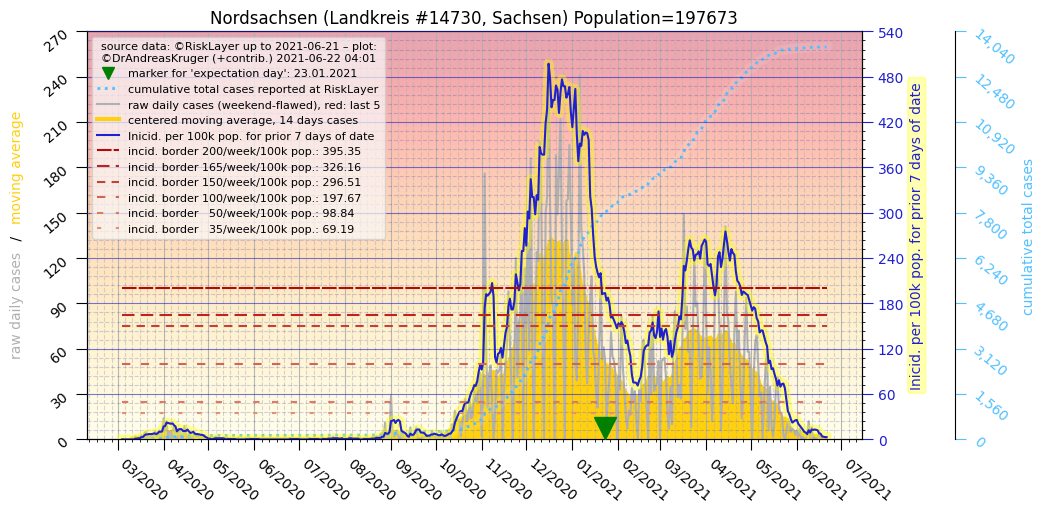 Nordsachsen (Landkreis #14730, Sachsen) Population=197673
source data: ©RiskLayer up to 2021-06-21 – plot:
©DrAndreasKruger (+contrib.) 2021-06-22 04:01
marker for 'expectation day': 23.01.2021
cumulative total cases reported at RiskLayer
raw daily cases (weekend-flawed), red: last 5
centered moving average, 14 days cases
Inicid. per 100k pop. for prior 7 days of date
incid. border 200/week/100k pop.: 395.35
incid. border 165/week/100k pop.: 326.16
incid. border 150/week/100k pop.: 296.51
incid. border 100/week/100k pop.: 197.67
incid. border   50/week/100k pop.: 98.84
incid. border   35/week/100k pop.: 69.19
raw daily cases   /   moving average
270
240
210
180
150
120
90
60
30
0
03/2020
04/2020
05/2020
06/2020
07/2020
08/2020
09/2020
10/2020
11/2020
12/2020
01/2021
02/2021
03/2021
04/2021
05/2021
06/2021
07/2021
540
480
420
360
300
240
180
120
60
0
Inicid. per 100k pop. for prior 7 days of date
14,040
12,480
10,920
9,360
7,800
6,240
4,680
3,120
1,560
0
cumulative total cases